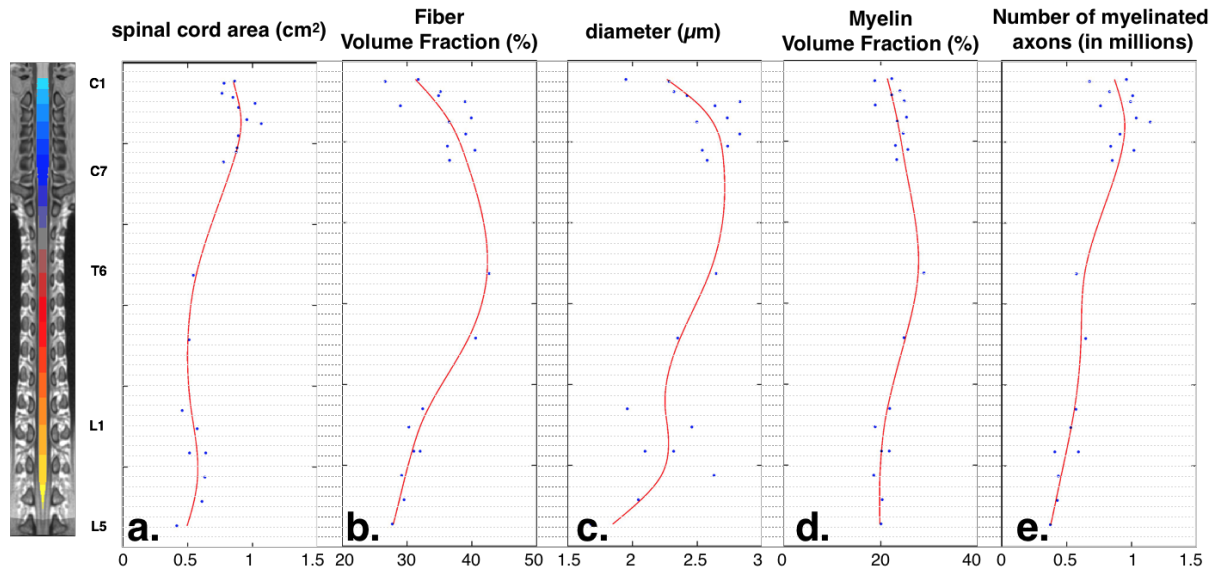 spinal cord area (cm²)
Fiber
Volume Fraction (%)
diameter (µm)
Myelin
Volume Fraction (%)
Number of myelinated
axons (in millions)
C1
C7
T6
L1
L5
a.
b.
c.
d.
e.
0 0.5 1 1.5
20 30 40 50
1.5 2 2.5 3
0 20 40
0 0.5 1 1.5